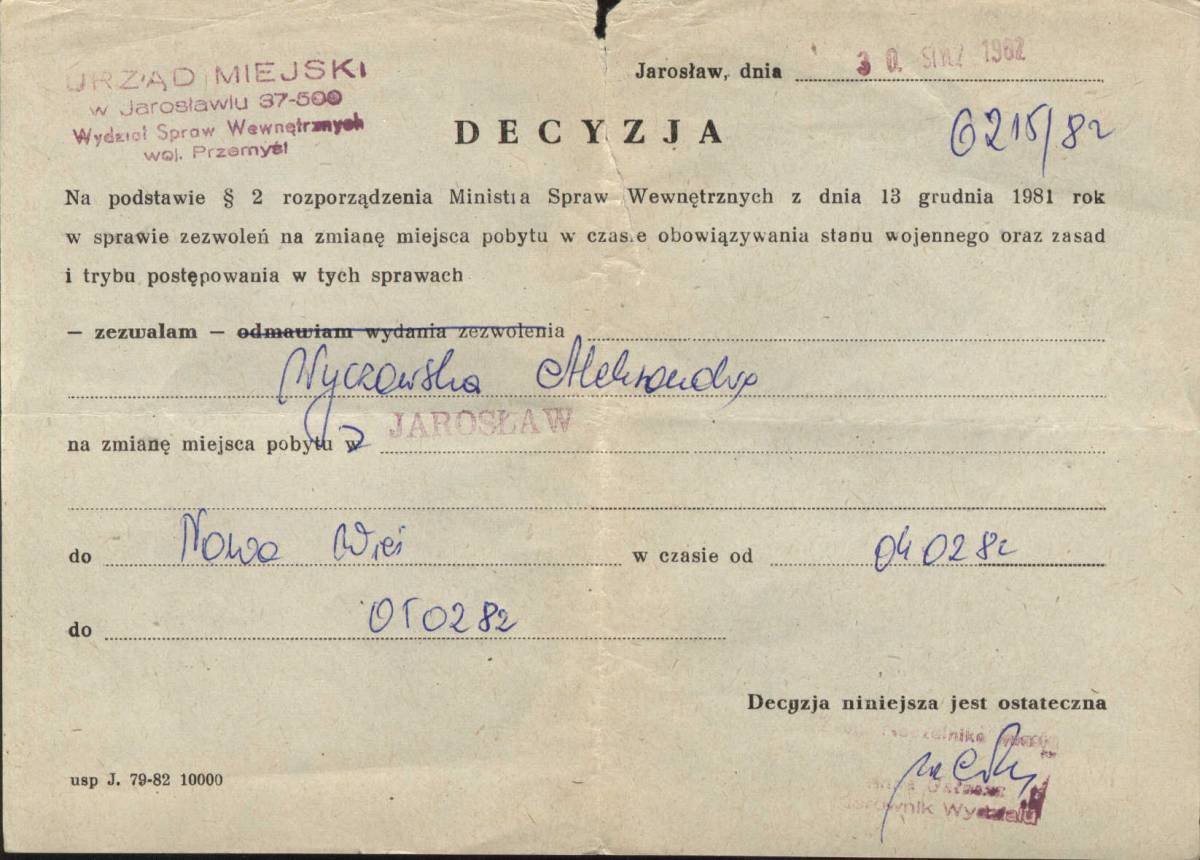 URZĄD MIEJSKI
w Jarosławiu 37-500
Wydział Spraw Wewnętrznych
woj. Przemyśl
Jarosław, dnia 30. STYCZ 1982
DECYZJA
6215/82
Na podstawie § 2 rozporządzenia Ministra Spraw Wewnętrznych z dnia 13 grudnia 1981 rok
w sprawie zezwoleń na zmianę miejsca pobytu w czasie obowiązywania stanu wojennego oraz zasad
i trybu postępowania w tych sprawach
— zezwalam — odmawiam wydania zezwolenia
Wyczawska Aleksandra
na zmianę miejsca pobytu z JAROSŁAW
do Nowa Wieś w czasie od 04 02 82
do 05 02 82
Decyzja niniejsza jest ostateczna
Naczelnika
Kierownik Wydziału
usp J. 79-82 10000